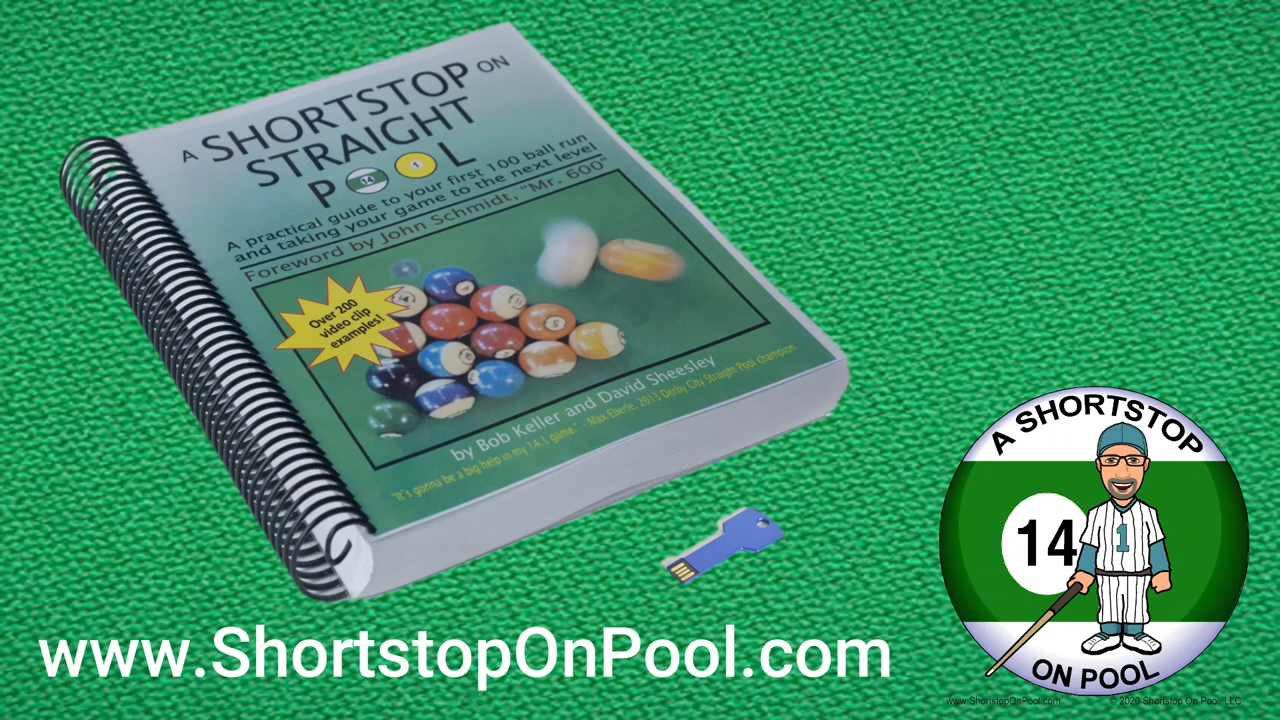 A SHORTSTOP ON
STRAIGHT
P 14 1 L
A practical guide to your first 100 ball run
and taking your game to the next level
Foreword by John Schmidt, "Mr. 600"
Over 200
video clip
examples!
by Bob Keller and David Sheesley
"It's gonna be a big help in my 14.1 game." - Max Eberle, 2013 Derby City Straight Pool champion
www.ShortstopOnPool.com
A SHORTSTOP
14
1
ON POOL
www.ShortstopOnPool.com
© 2020 Shortstop On Pool, LLC